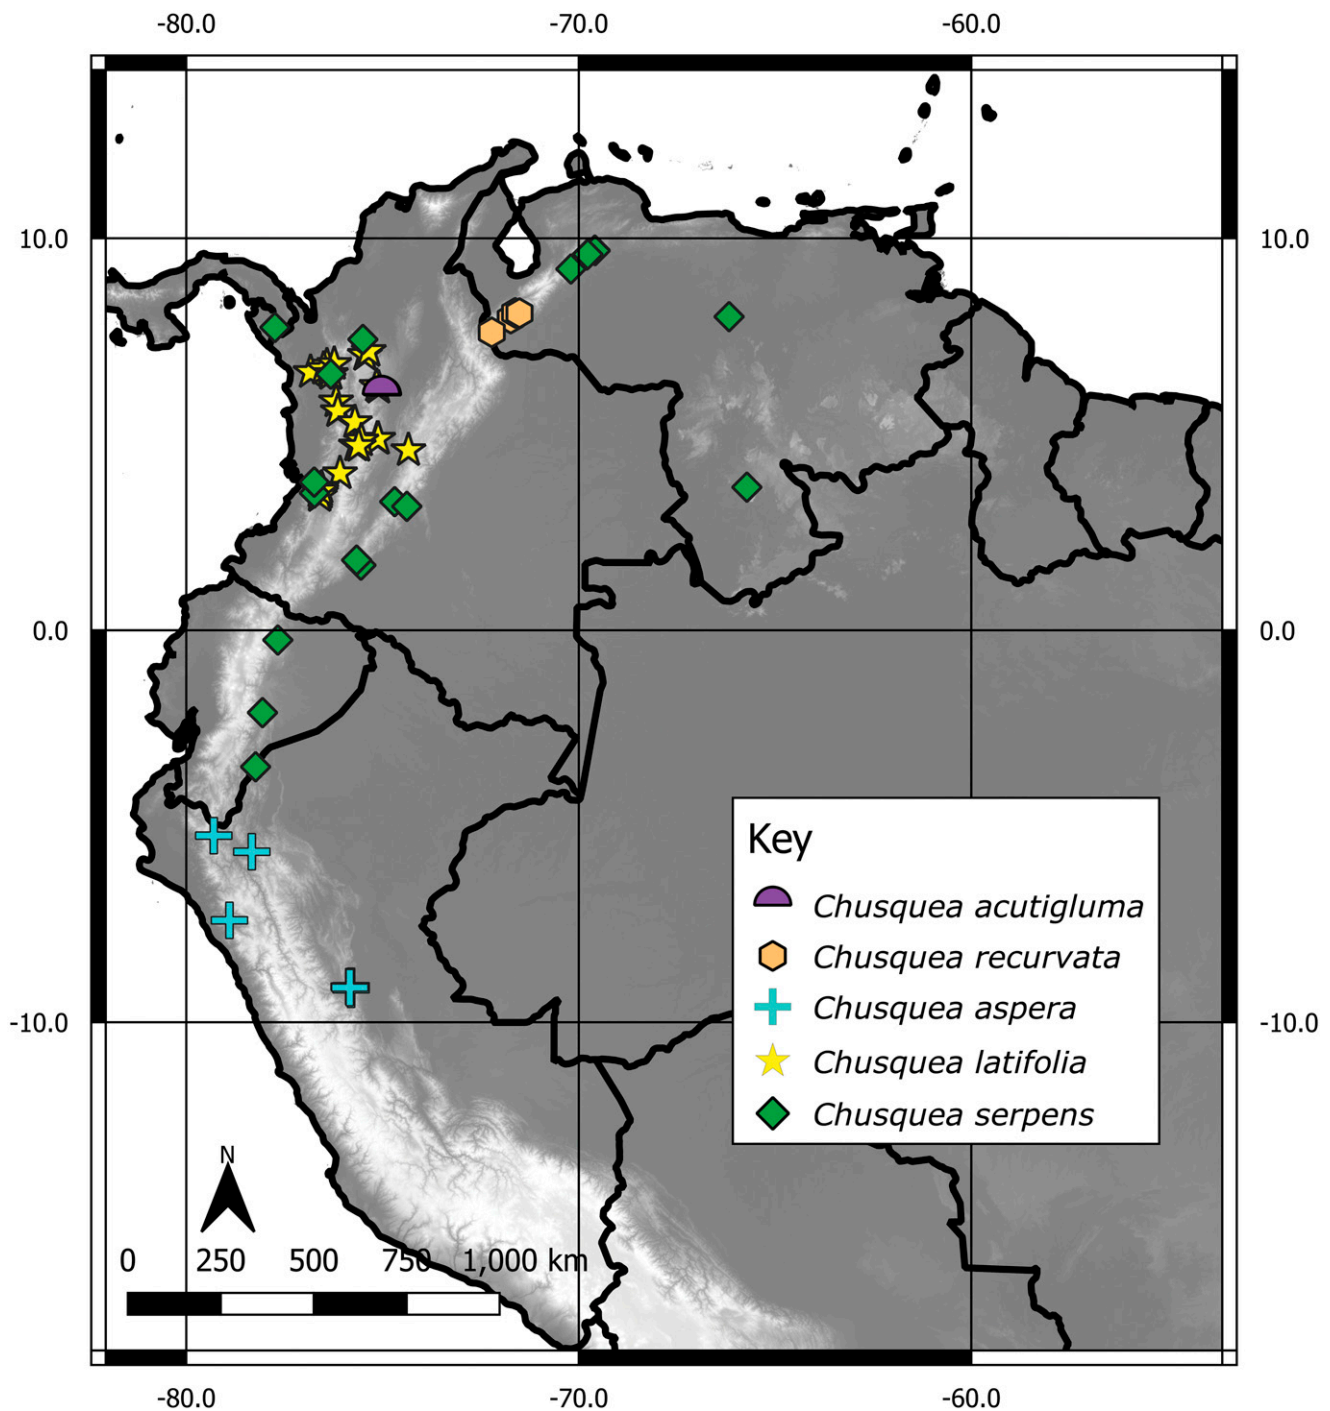 -80.0 -70.0 -60.0
10.0 10.0
0.0 0.0
Key
Chusquea acutigluma
Chusquea recurvata
Chusquea aspera
-10.0 -10.0
Chusquea latifolia
Chusquea serpens
N
0 250 500 750 1,000 km
-80.0 -70.0 -60.0